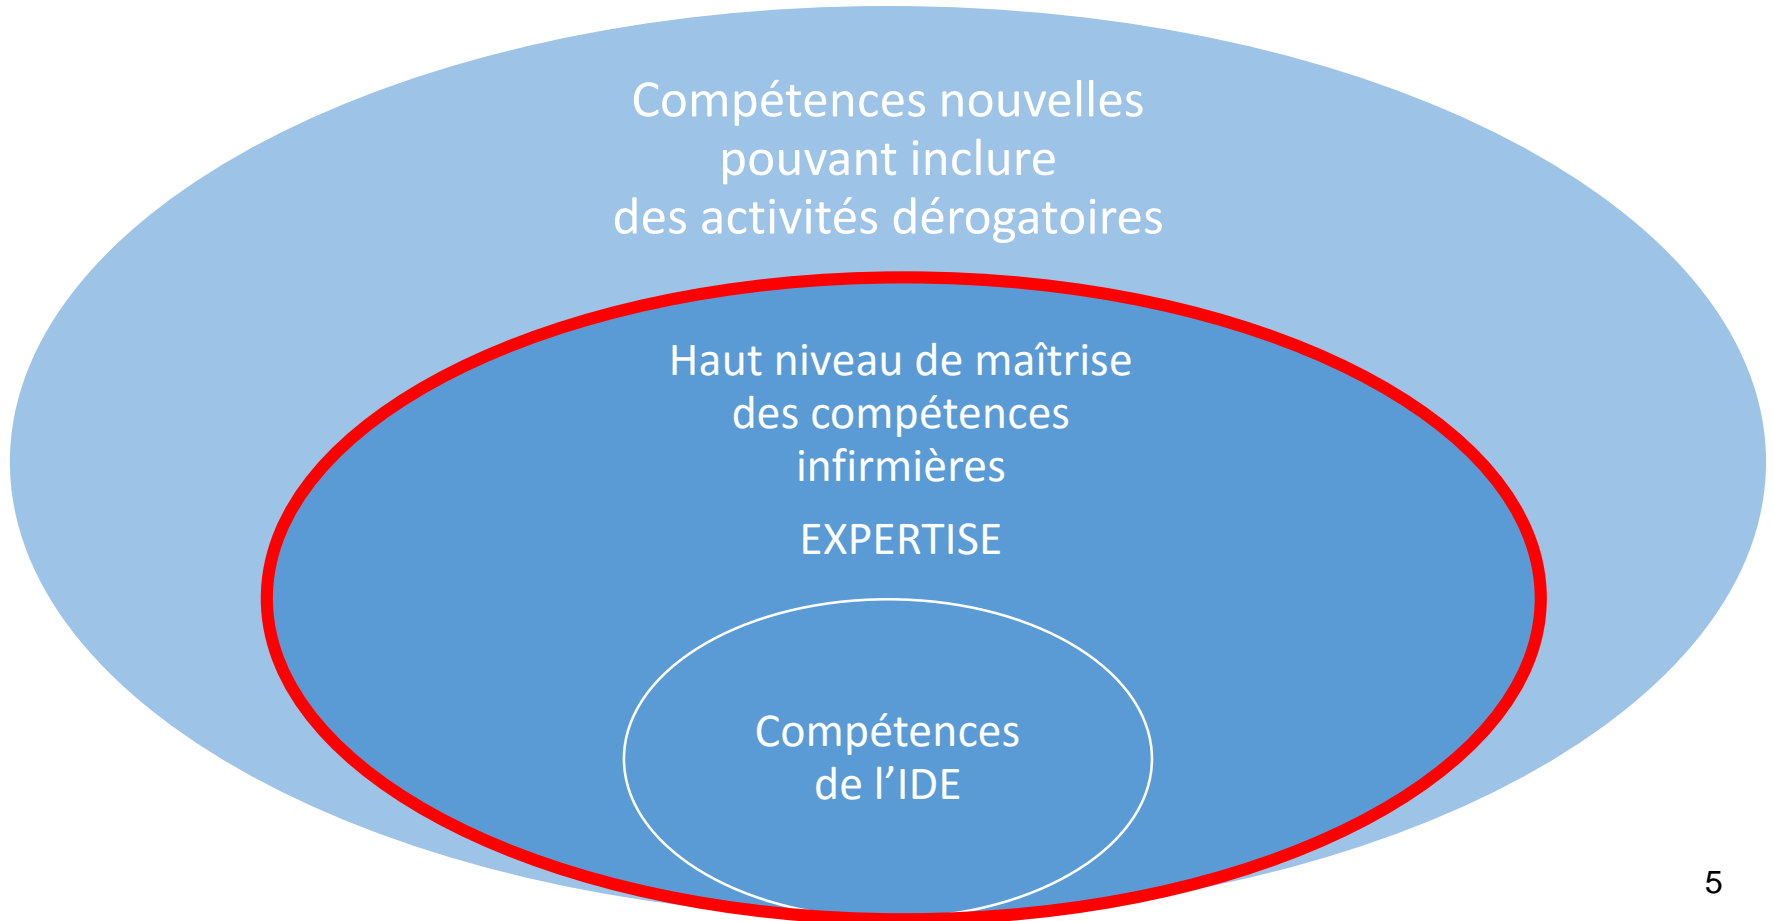 Compétences nouvelles
pouvant inclure
des activités dérogatoires
Haut niveau de maîtrise
des compétences
infirmières
EXPERTISE
Compétences
de l’IDE
5